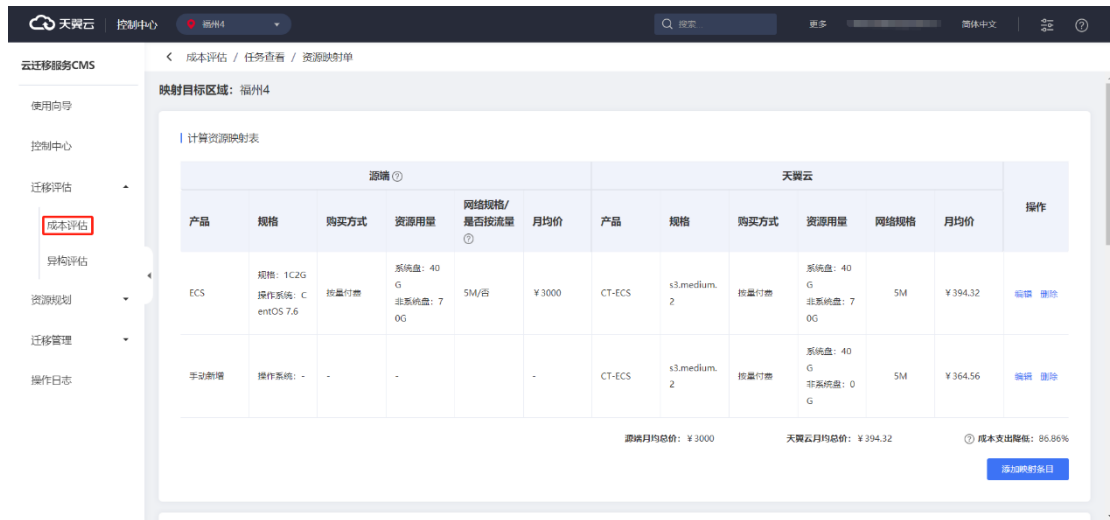 天翼云 控制中心 福州4 搜索... 更多 简体中文
云迁移服务CMS
使用向导
控制中心
迁移评估
成本评估
异构评估
资源规划
迁移管理
操作日志
成本评估 / 任务查看 / 资源映射单
映射目标区域：福州4
计算资源映射表
源端 天翼云 操作
产品 规格 购买方式 资源用量 网络规格/是否按流量 月均价 产品 规格 购买方式 资源用量 网络规格 月均价
ECS 规格：1C2G 操作系统：CentOS 7.6 按量付费 系统盘：40G 非系统盘：70G 5M/否 ¥3000 CT-ECS s3.medium.2 按量付费 系统盘：40G 非系统盘：70G 5M ¥394.32 编辑 删除
手动新增 操作系统：- - - - CT-ECS s3.medium.2 按量付费 系统盘：40G 非系统盘：0G 5M ¥364.56 编辑 删除
源端月均总价：¥3000 天翼云月均总价：¥394.32 成本支出降低：86.86%
添加映射条目